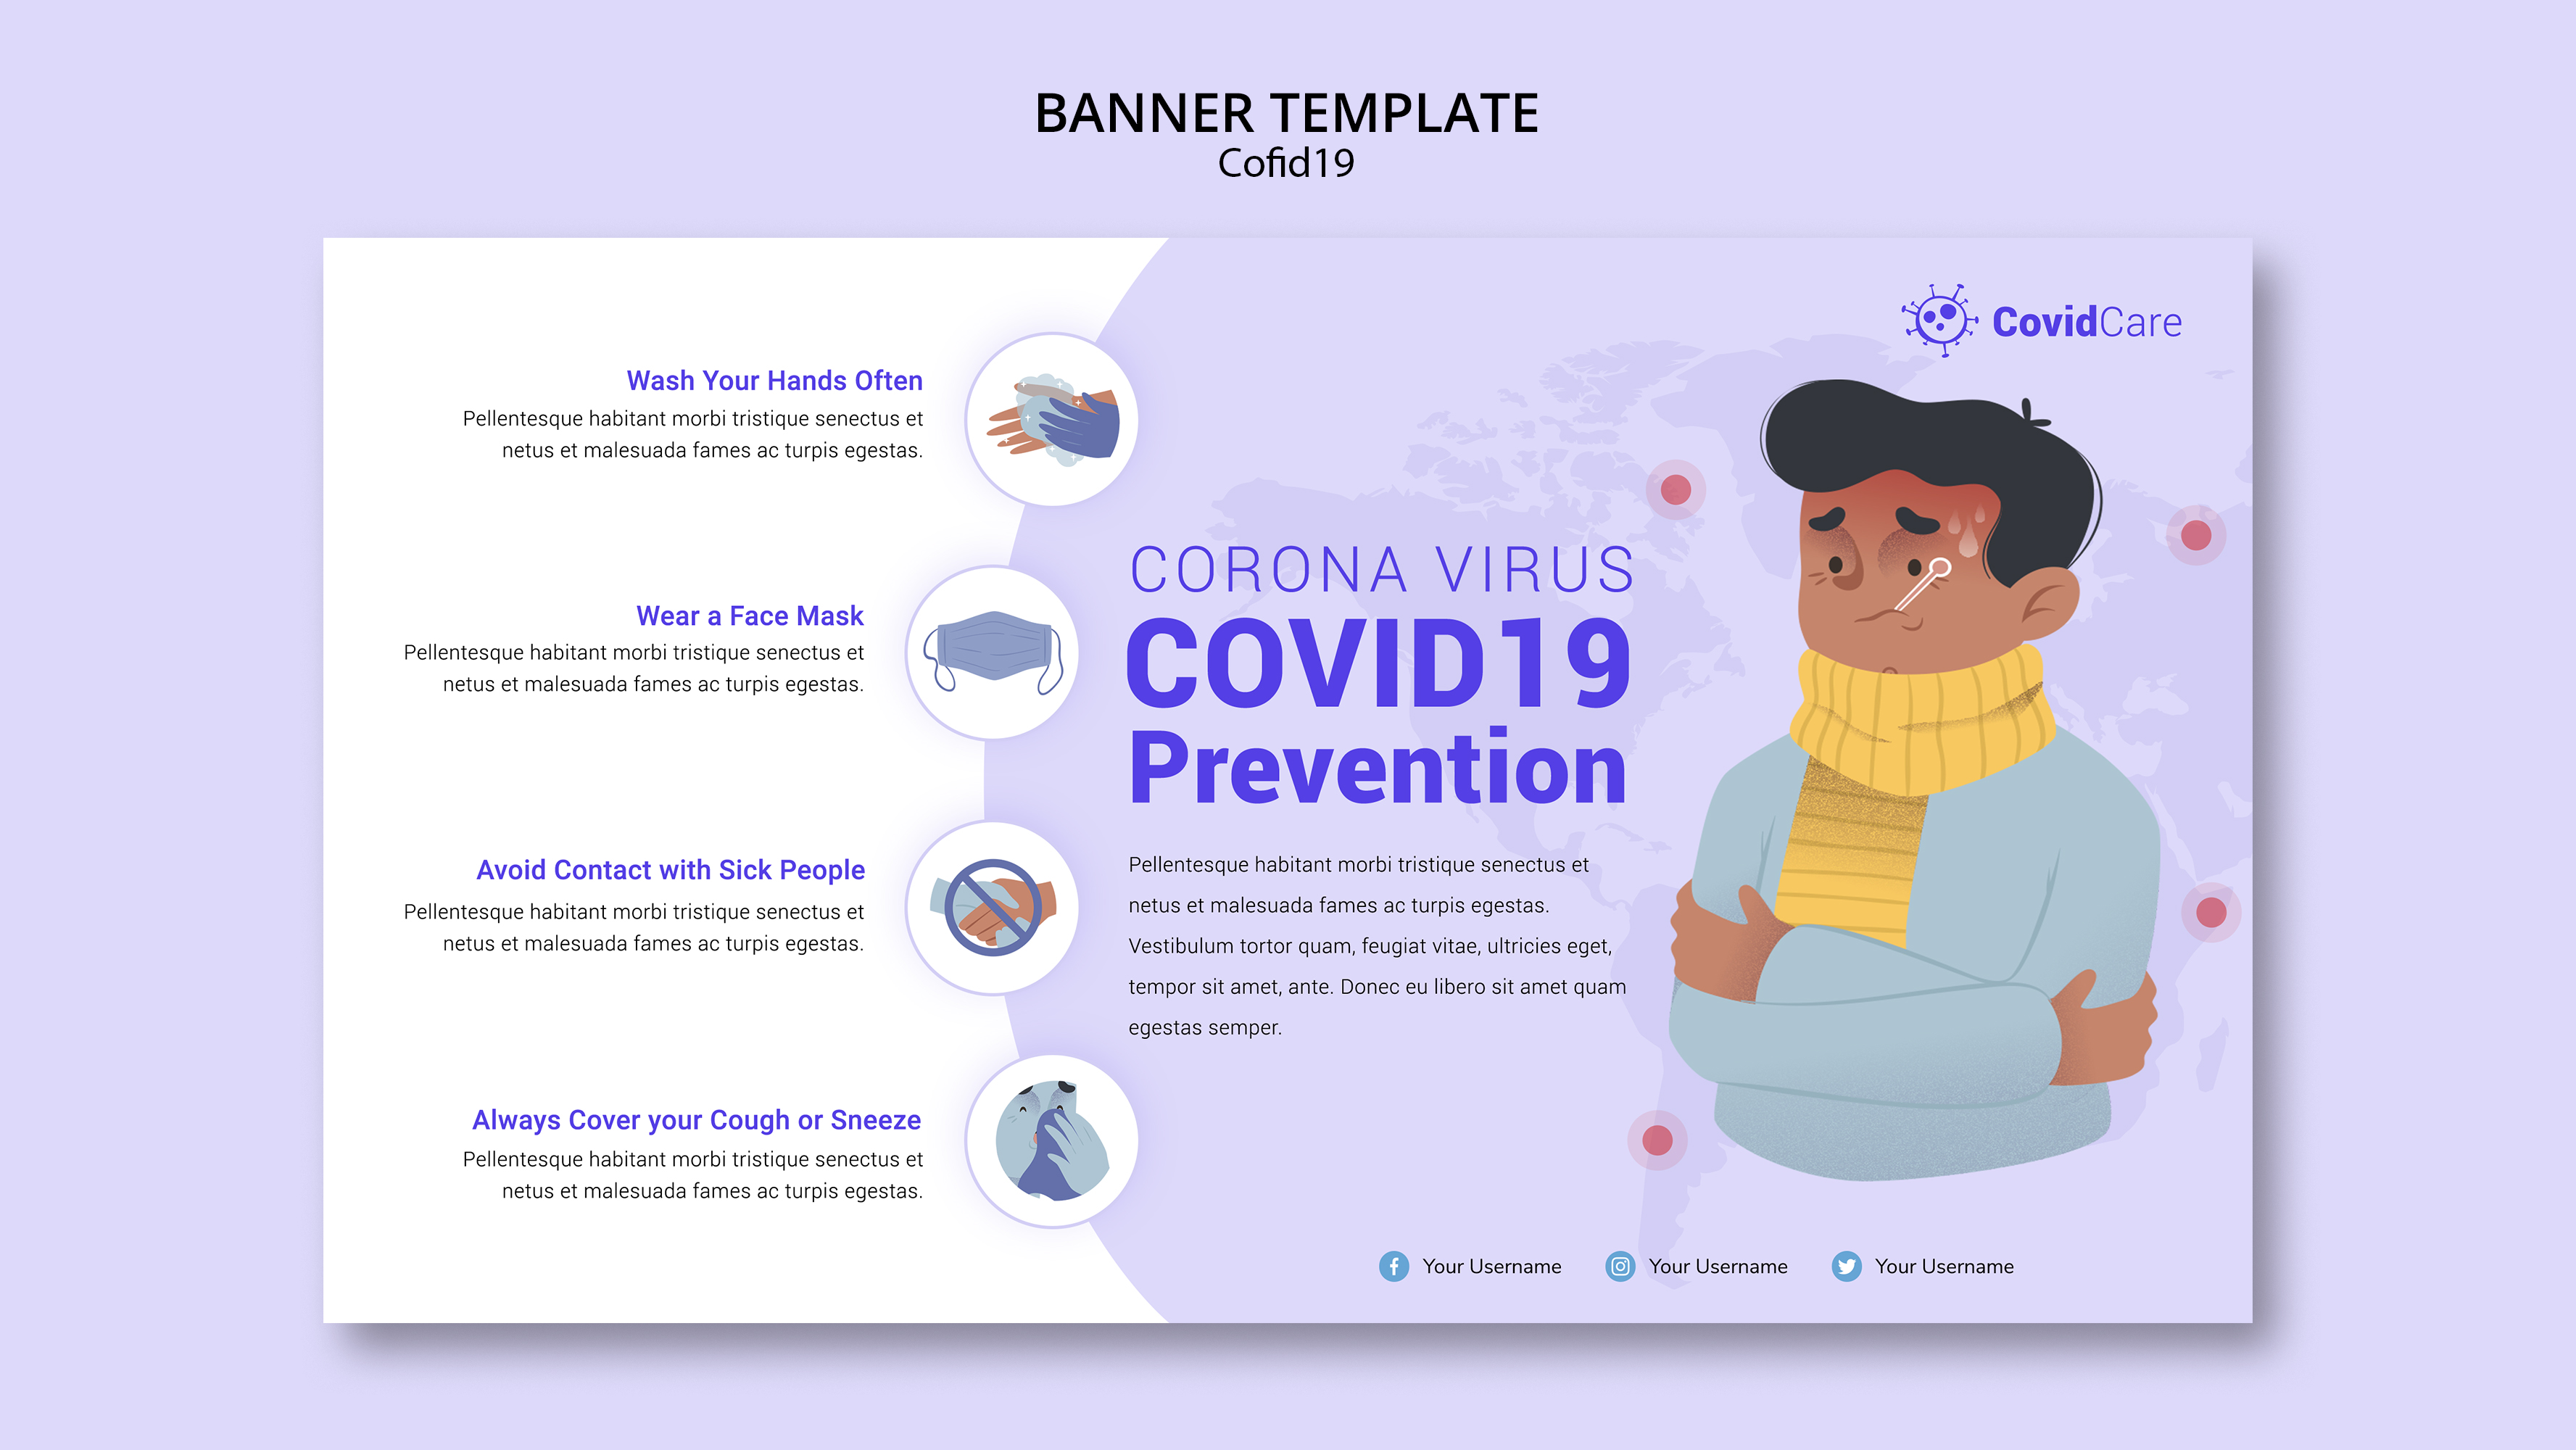 BANNER TEMPLATE
Cofid19
Wash Your Hands Often
Pellentesque habitant morbi tristique senectus et
netus et malesuada fames ac turpis egestas.
Wear a Face Mask
Pellentesque habitant morbi tristique senectus et
netus et malesuada fames ac turpis egestas.
Avoid Contact with Sick People
Pellentesque habitant morbi tristique senectus et
netus et malesuada fames ac turpis egestas.
Always Cover your Cough or Sneeze
Pellentesque habitant morbi tristique senectus et
netus et malesuada fames ac turpis egestas.
CovidCare
CORONA VIRUS
COVID19
Prevention
Pellentesque habitant morbi tristique senectus et
netus et malesuada fames ac turpis egestas.
Vestibulum tortor quam, feugiat vitae, ultricies eget,
tempor sit amet, ante. Donec eu libero sit amet quam
egestas semper.
Your Username
Your Username
Your Username